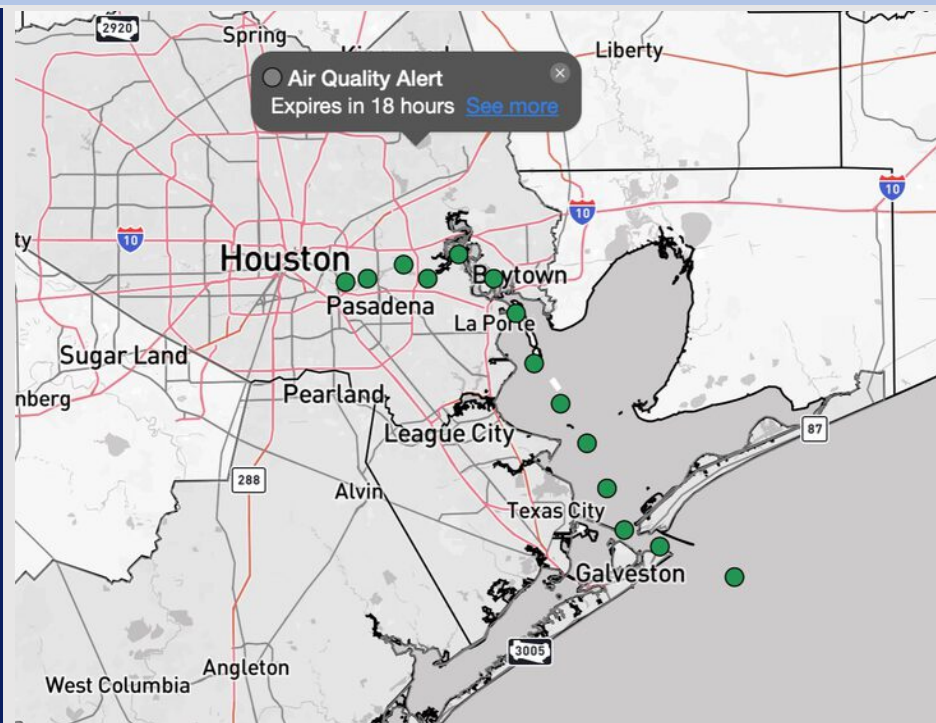 2920
Spring
Liberty
Air Quality Alert
Expires in 18 hours See more
10
10
10
Houston
Baytown
Pasadena
La Porte
Sugar Land
Pearland
nberg
League City
87
288
Alvin
Texas City
Galveston
3005
Angleton
West Columbia